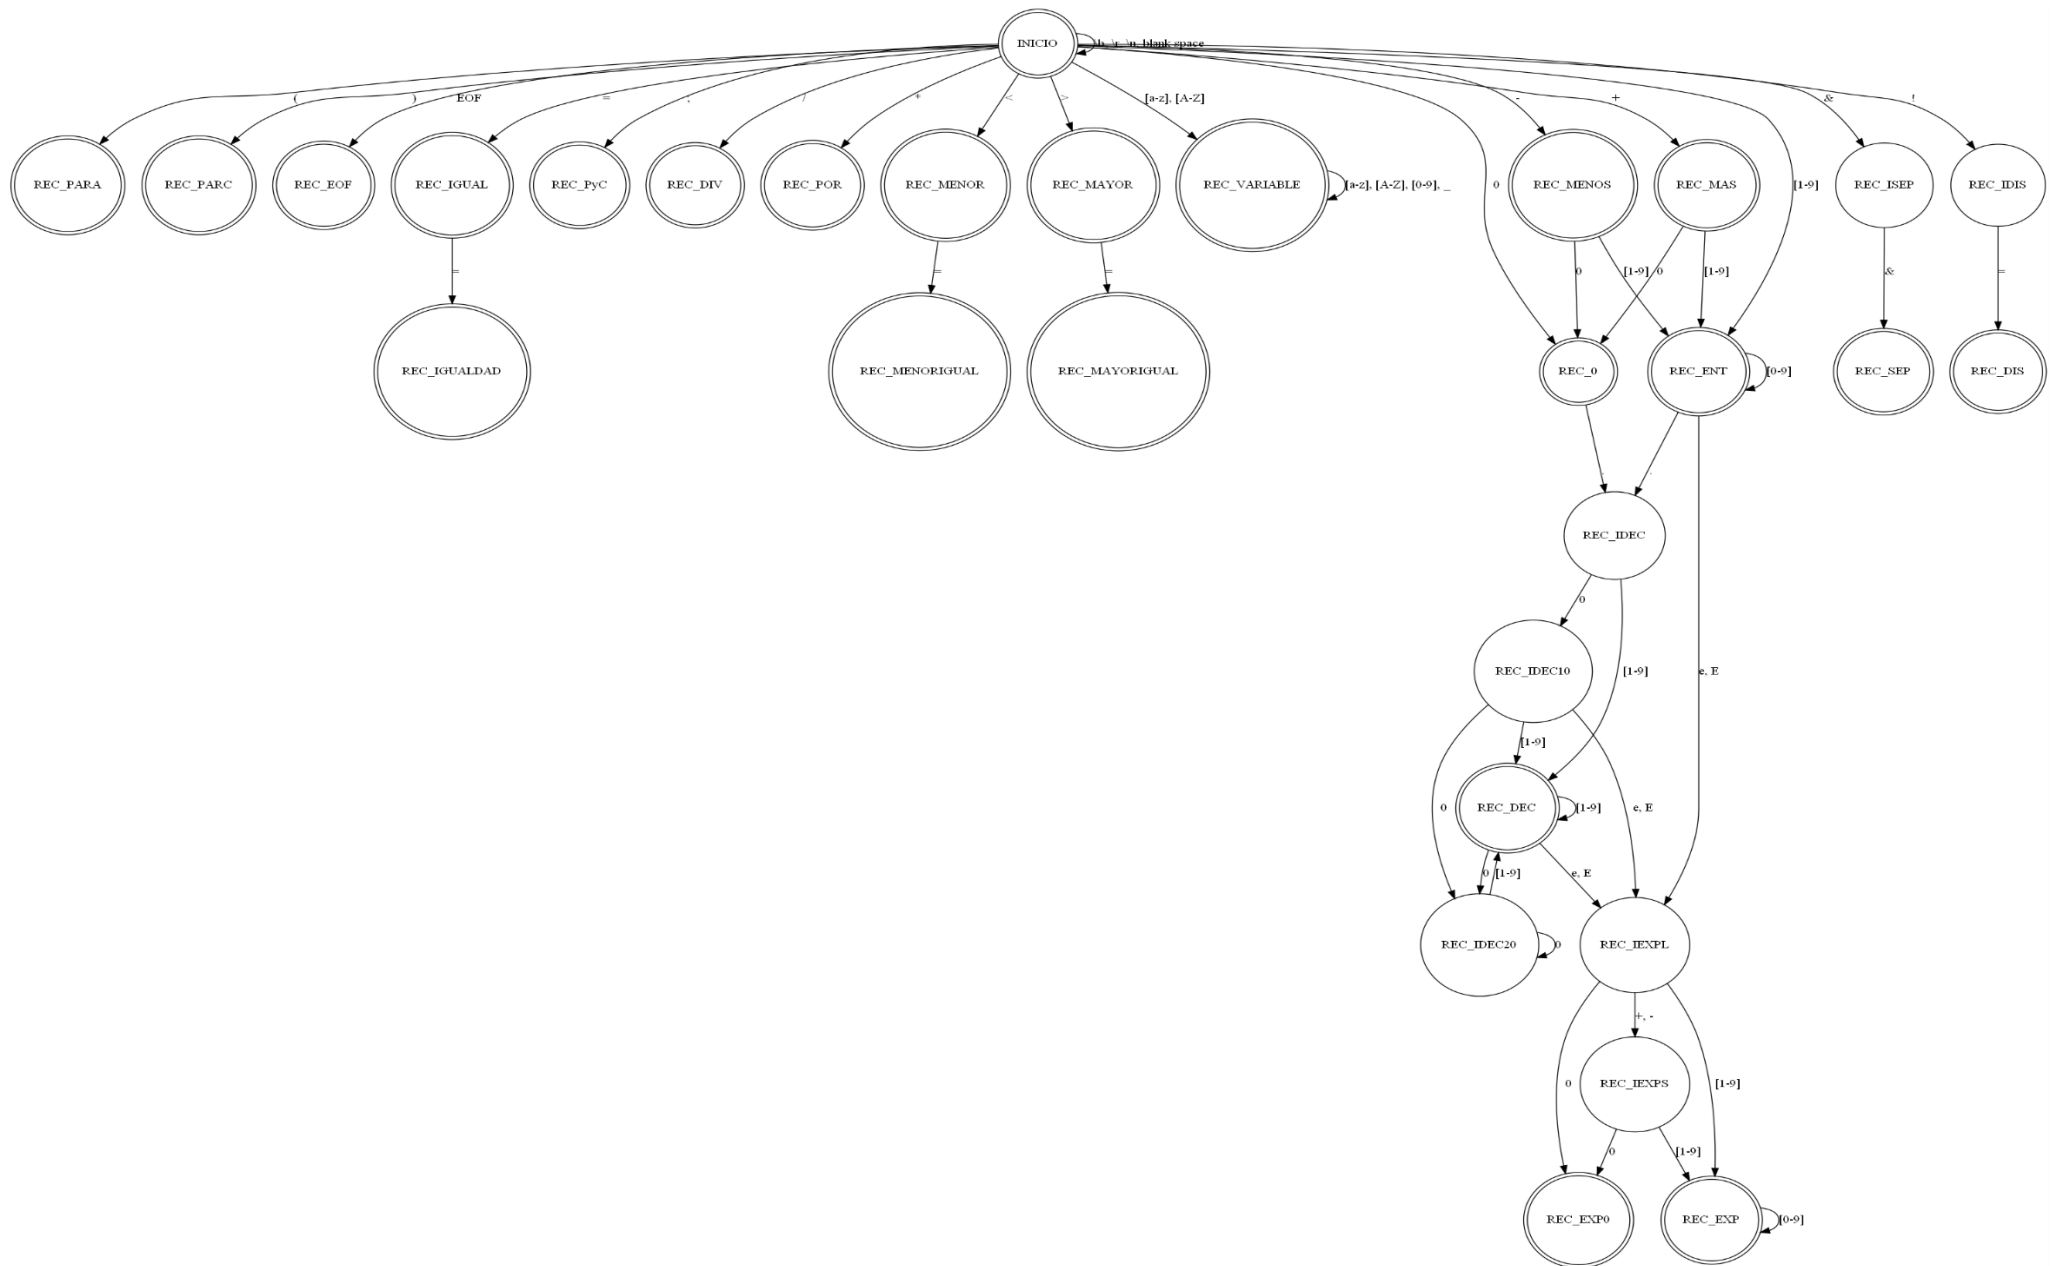 INICIO
\b, \r, \n, blank space
( ) EOF = ; / * < > [a-z], [A-Z] 0 - + [1-9] & !
REC_PARA REC_PARC REC_EOF REC_IGUAL REC_PyC REC_DIV REC_POR REC_MENOR REC_MAYOR REC_VARIABLE [a-z], [A-Z], [0-9], _ REC_MENOS REC_MAS REC_ISEP REC_IDIS
= = = 0 [1-9] 0 [1-9] & =
REC_IGUALDAD REC_MENORIGUAL REC_MAYORIGUAL REC_0 REC_ENT [0-9] REC_SEP REC_DIS
REC_IDEC
0
REC_IDEC10 [1-9] e, E
[1-9]
0 REC_DEC [1-9] e, E
0 [1-9] e, E
REC_IDEC20 0 REC_IEXPL
+, -
0 REC_IEXPS [1-9]
0 [1-9]
REC_EXP0 REC_EXP [0-9]